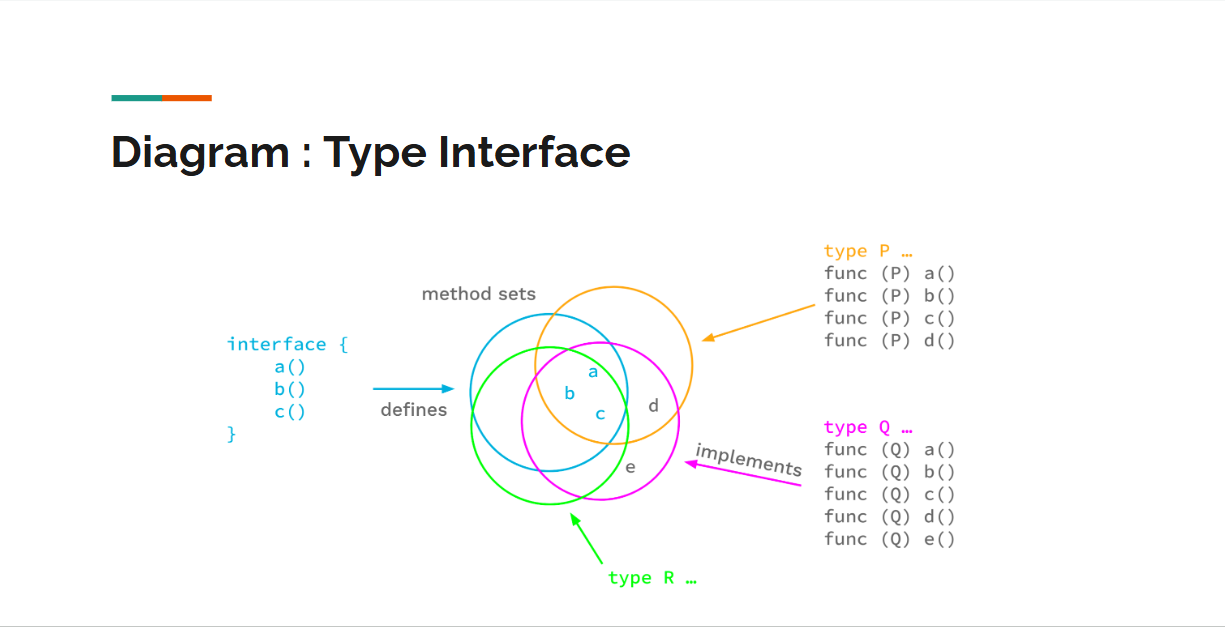 Diagram : Type Interface
method sets
interface {
a()
b()
c()
}
defines
a
b
c
d
e
type P …
func (P) a()
func (P) b()
func (P) c()
func (P) d()
implements
type Q …
func (Q) a()
func (Q) b()
func (Q) c()
func (Q) d()
func (Q) e()
type R …